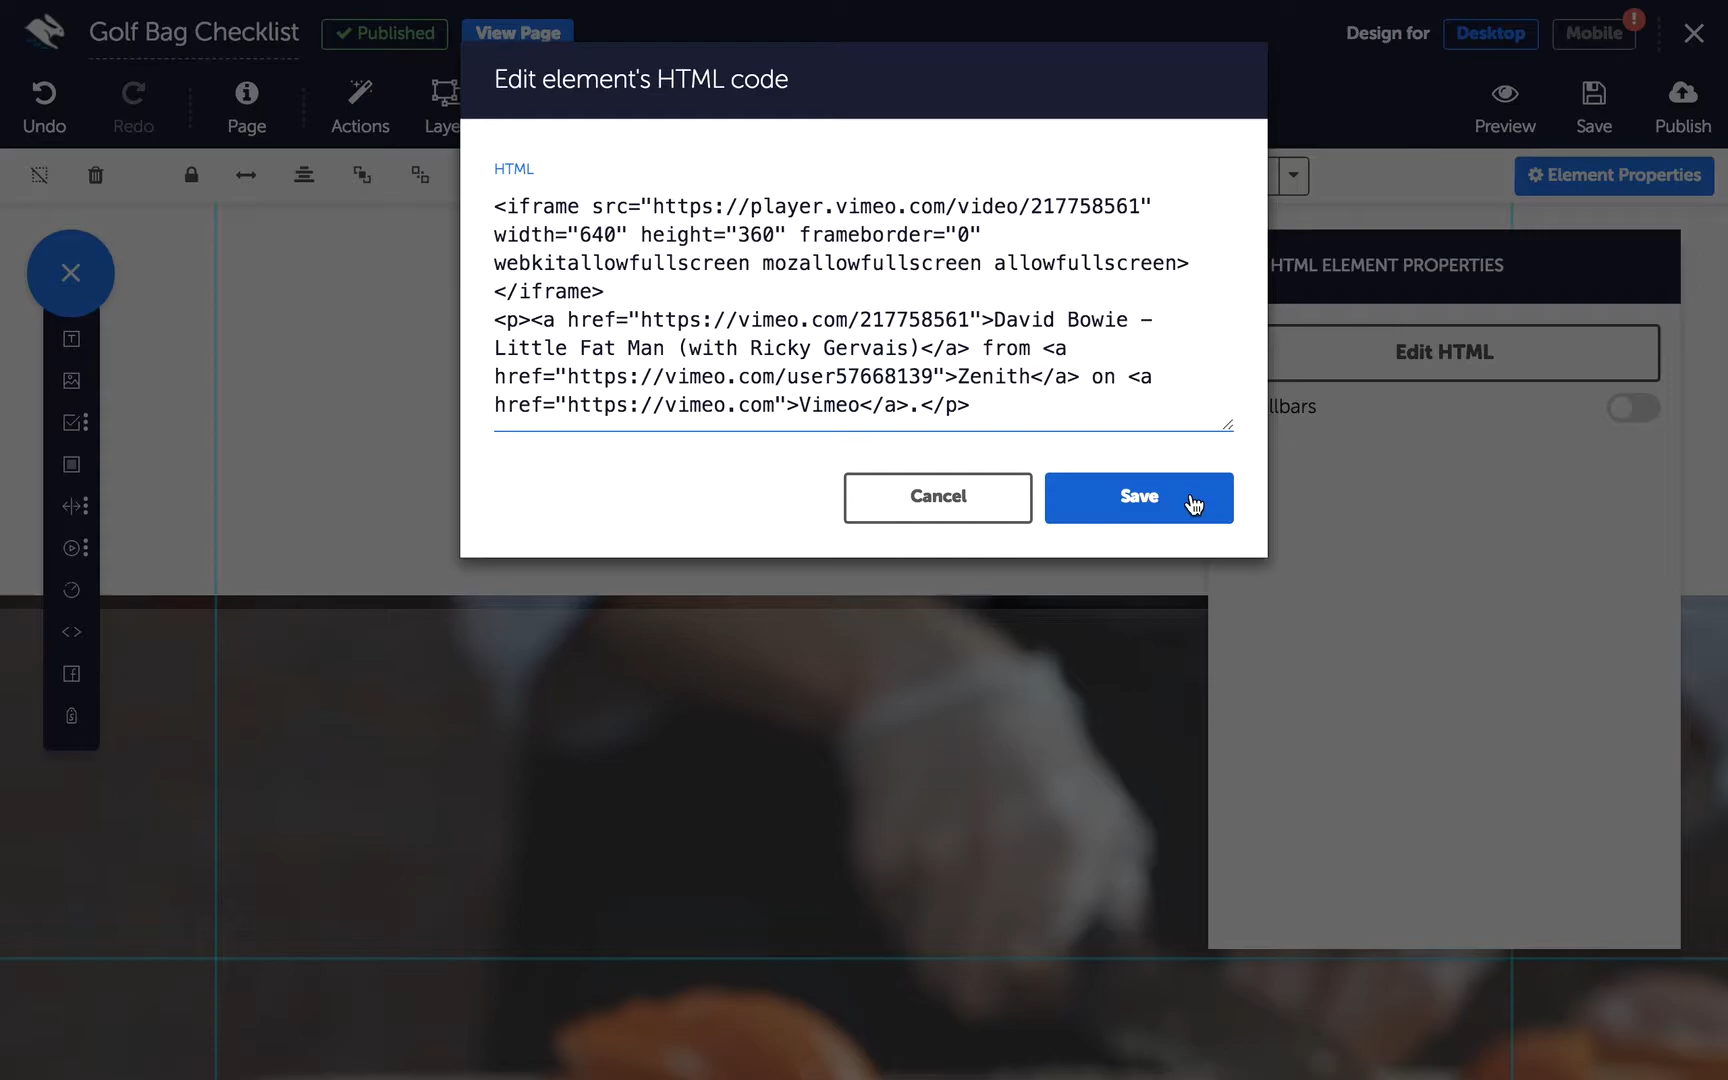 Golf Bag Checklist
Published
View Page
Design for
Desktop
Mobile
!
Undo
Redo
Page
Actions
Laye
Preview
Save
Publish
Element Properties
Edit element's HTML code
HTML
<iframe src="https://player.vimeo.com/video/217758561"
width="640" height="360" frameborder="0"
webkitallowfullscreen mozallowfullscreen allowfullscreen>
</iframe>
<p><a href="https://vimeo.com/217758561">David Bowie –
Little Fat Man (with Ricky Gervais)</a> from <a
href="https://vimeo.com/user57668139">Zenith</a> on <a
href="https://vimeo.com">Vimeo</a>.</p>
Cancel
Save
HTML ELEMENT PROPERTIES
Edit HTML
llbars